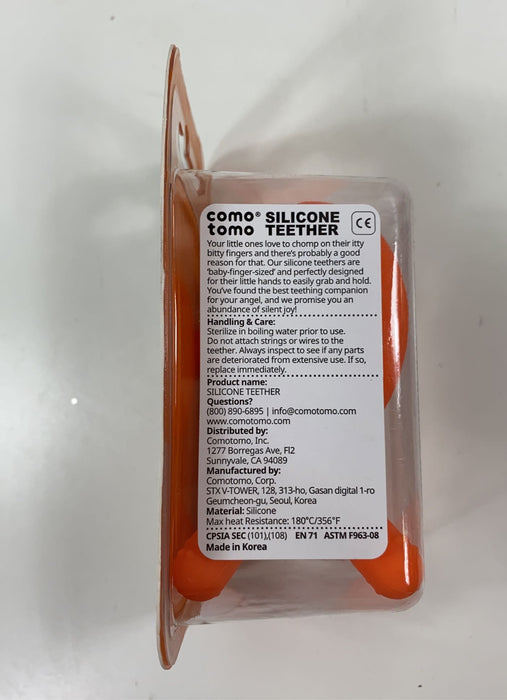 como® SILICONE
tomo TEETHER
CE
Your little ones love to chomp on their itty
bitty fingers and there's probably a good
reason for that. Our silicone teethers are
'baby-finger-sized' and perfectly designed
for their little hands to easily grab and hold.
You've found the best teething companion
for your angel, and we promise you an
abundance of silent joy!
Handling & Care:
Sterilize in boiling water prior to use.
Do not attach strings or wires to the
teether. Always inspect to see if any parts
are deteriorated from extensive use. If so,
replace immediately.
Product name:
SILICONE TEETHER
Questions?
(800) 890-6895 | info@comotomo.com
www.comotomo.com
Distributed by:
Comotomo, Inc.
1277 Borregas Ave, Fl2
Sunnyvale, CA 94089
Manufactured by:
Comotomo, Corp.
STX V-TOWER, 128, 313-ho, Gasan digital 1-ro
Geumcheon-gu, Seoul, Korea
Material: Silicone
Max heat Resistance: 180°C/356°F
CPSIA SEC (101),(108) EN 71 ASTM F963-08
Made in Korea